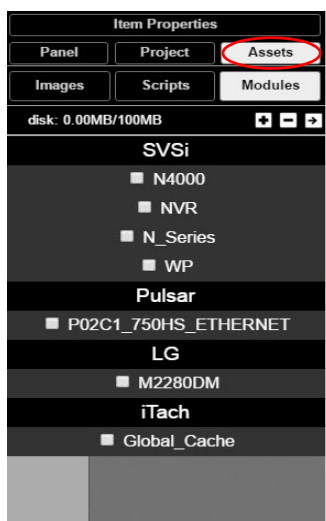 Item Properties
Panel Project Assets
Images Scripts Modules
disk: 0.00MB/100MB
SVSi
N4000
NVR
N_Series
WP
Pulsar
P02C1_750HS_ETHERNET
LG
M2280DM
iTach
Global_Cache